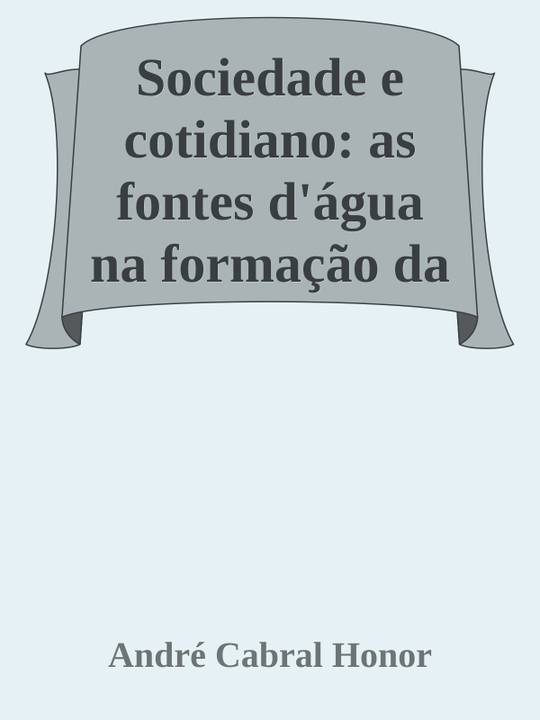 Sociedade e
cotidiano: as
fontes d'água
na formação da
André Cabral Honor